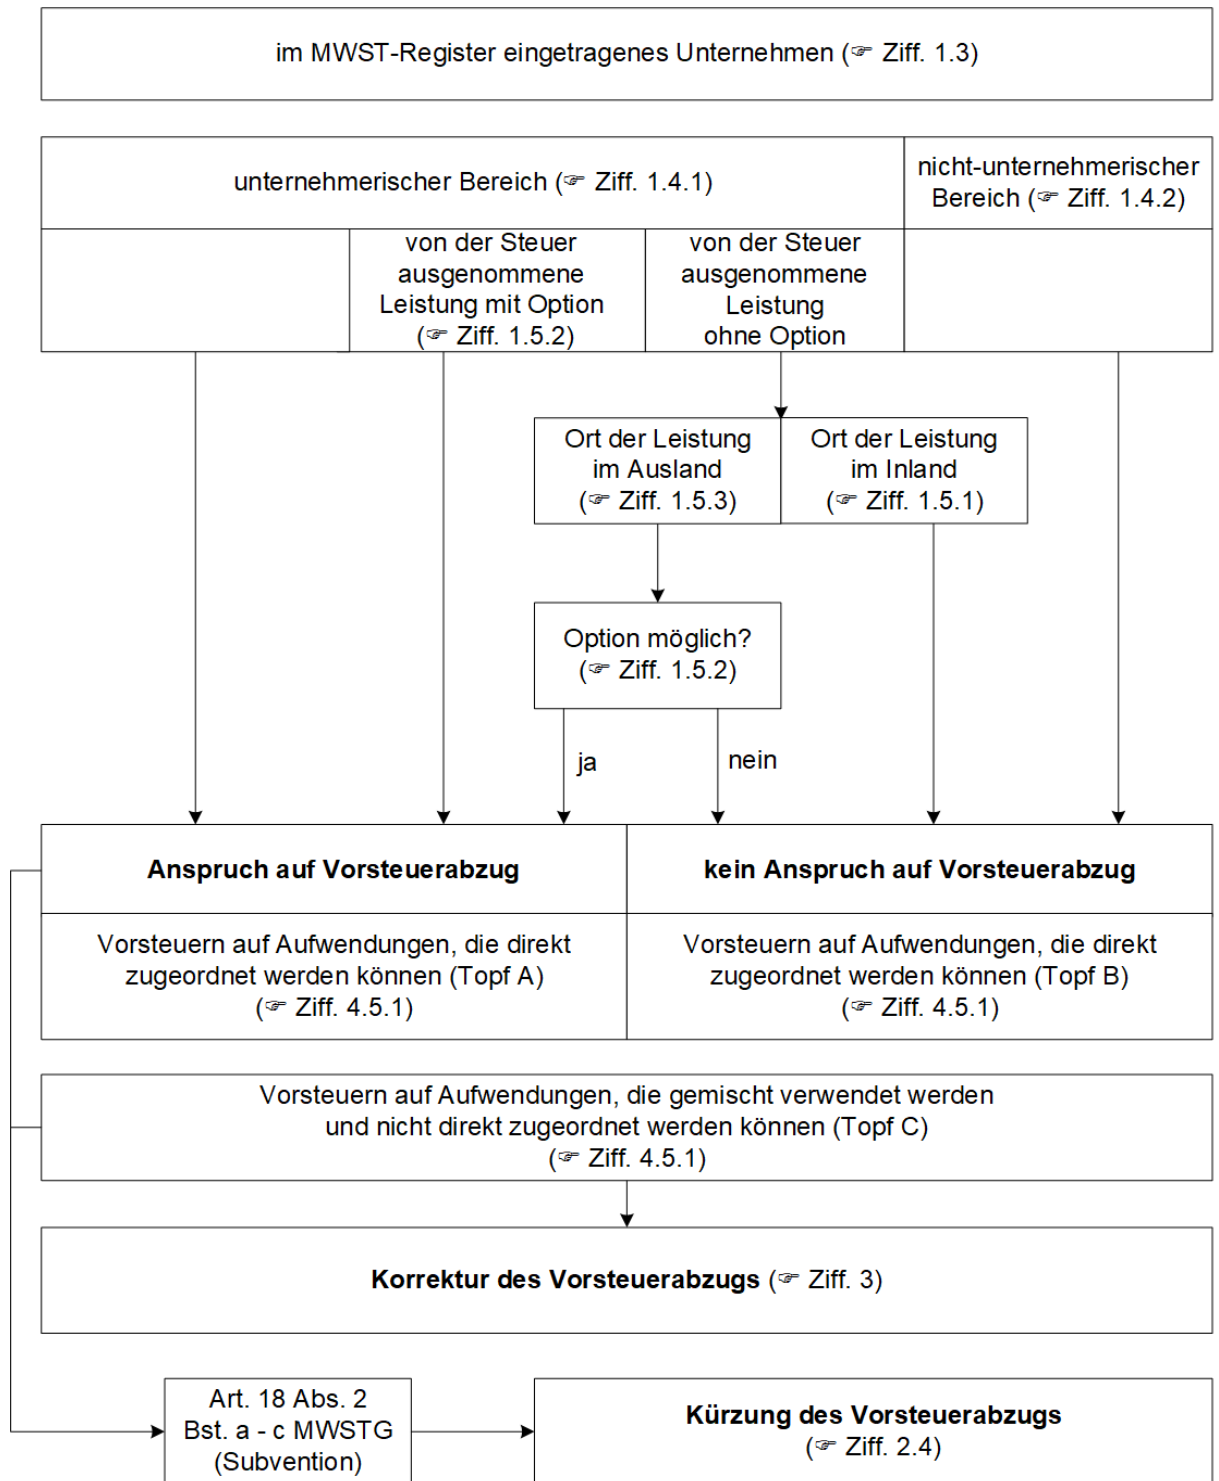 im MWST-Register eingetragenes Unternehmen (☞ Ziff. 1.3)
unternehmerischer Bereich (☞ Ziff. 1.4.1)
nicht-unternehmerischer
Bereich (☞ Ziff. 1.4.2)
von der Steuer
ausgenommene
Leistung mit Option
(☞ Ziff. 1.5.2)
von der Steuer
ausgenommene
Leistung
ohne Option
Ort der Leistung
im Ausland
(☞ Ziff. 1.5.3)
Ort der Leistung
im Inland
(☞ Ziff. 1.5.1)
Option möglich?
(☞ Ziff. 1.5.2)
ja
nein
Anspruch auf Vorsteuerabzug
kein Anspruch auf Vorsteuerabzug
Vorsteuern auf Aufwendungen, die direkt
zugeordnet werden können (Topf A)
(☞ Ziff. 4.5.1)
Vorsteuern auf Aufwendungen, die direkt
zugeordnet werden können (Topf B)
(☞ Ziff. 4.5.1)
Vorsteuern auf Aufwendungen, die gemischt verwendet werden
und nicht direkt zugeordnet werden können (Topf C)
(☞ Ziff. 4.5.1)
Korrektur des Vorsteuerabzugs (☞ Ziff. 3)
Art. 18 Abs. 2
Bst. a - c MWSTG
(Subvention)
Kürzung des Vorsteuerabzugs
(☞ Ziff. 2.4)